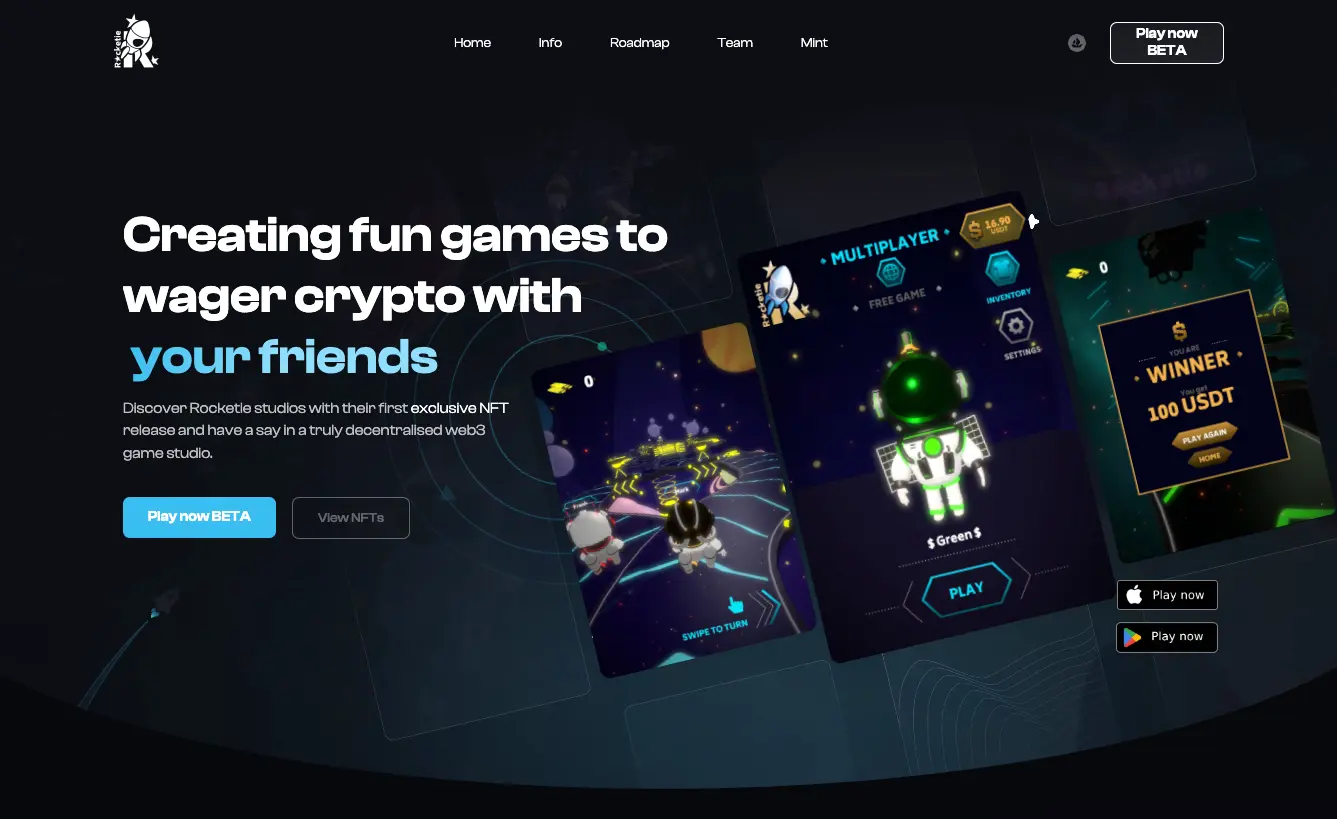 Rocketie
Home
Info
Roadmap
Team
Mint
Play now
BETA
Creating fun games to
wager crypto with
your friends
Discover Rocketie studios with their first exclusive NFT
release and have a say in a truly decentralised web3
game studio.
Play now BETA
View NFTs
0
Frank
SWIPE TO TURN
Rocketie
MULTIPLAYER
FREE GAME
$ 16.90
USDT
INVENTORY
SETTINGS
$ Green $
PLAY
Rocketie
0
$
YOU ARE
WINNER
You get
100 USDT
PLAY AGAIN
HOME
Play now
Play now